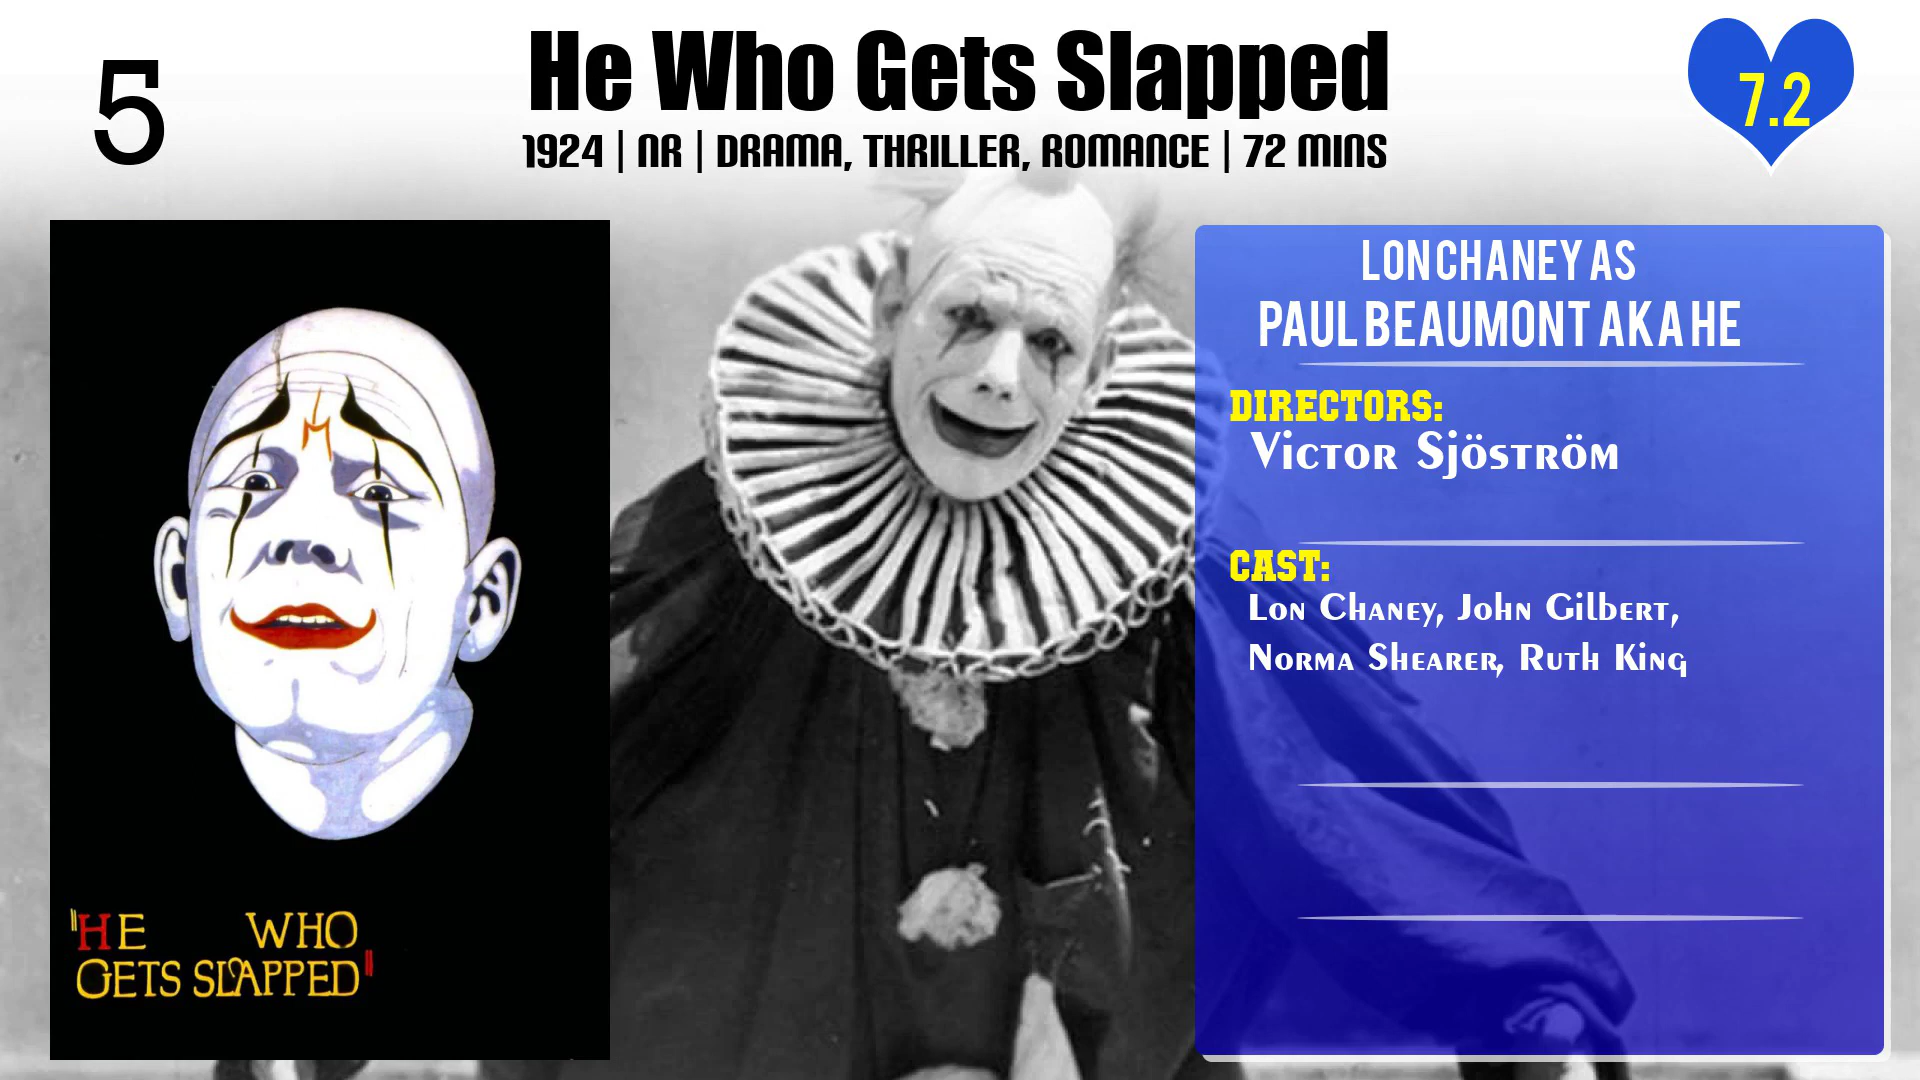 5
He Who Gets Slapped
7.2
1924 | NR | DRAMA, THRILLER, ROMANCE | 72 MINS
LON CHANEY AS
PAUL BEAUMONT AKA HE
DIRECTORS:
Victor Sjöström
CAST:
Lon Chaney, John Gilbert,
Norma Shearer, Ruth King
"HE WHO
GETS SLAPPED"